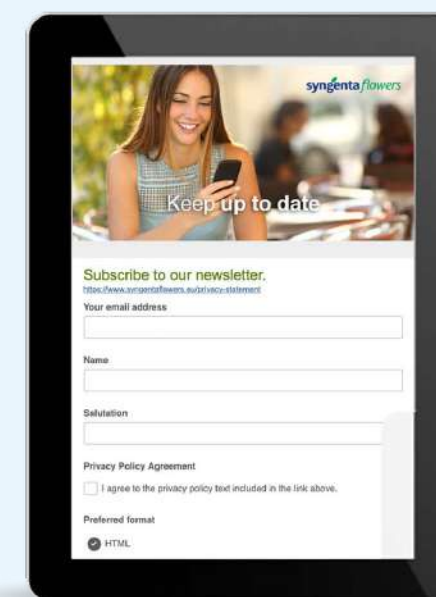 syngenta flowers
Keep up to date
Subscribe to our newsletter.
https://www.syngentaflowers.eu/privacy-statement
Your email address
Name
Salutation
Privacy Policy Agreement
I agree to the privacy policy text included in the link above.
Preferred format
HTML